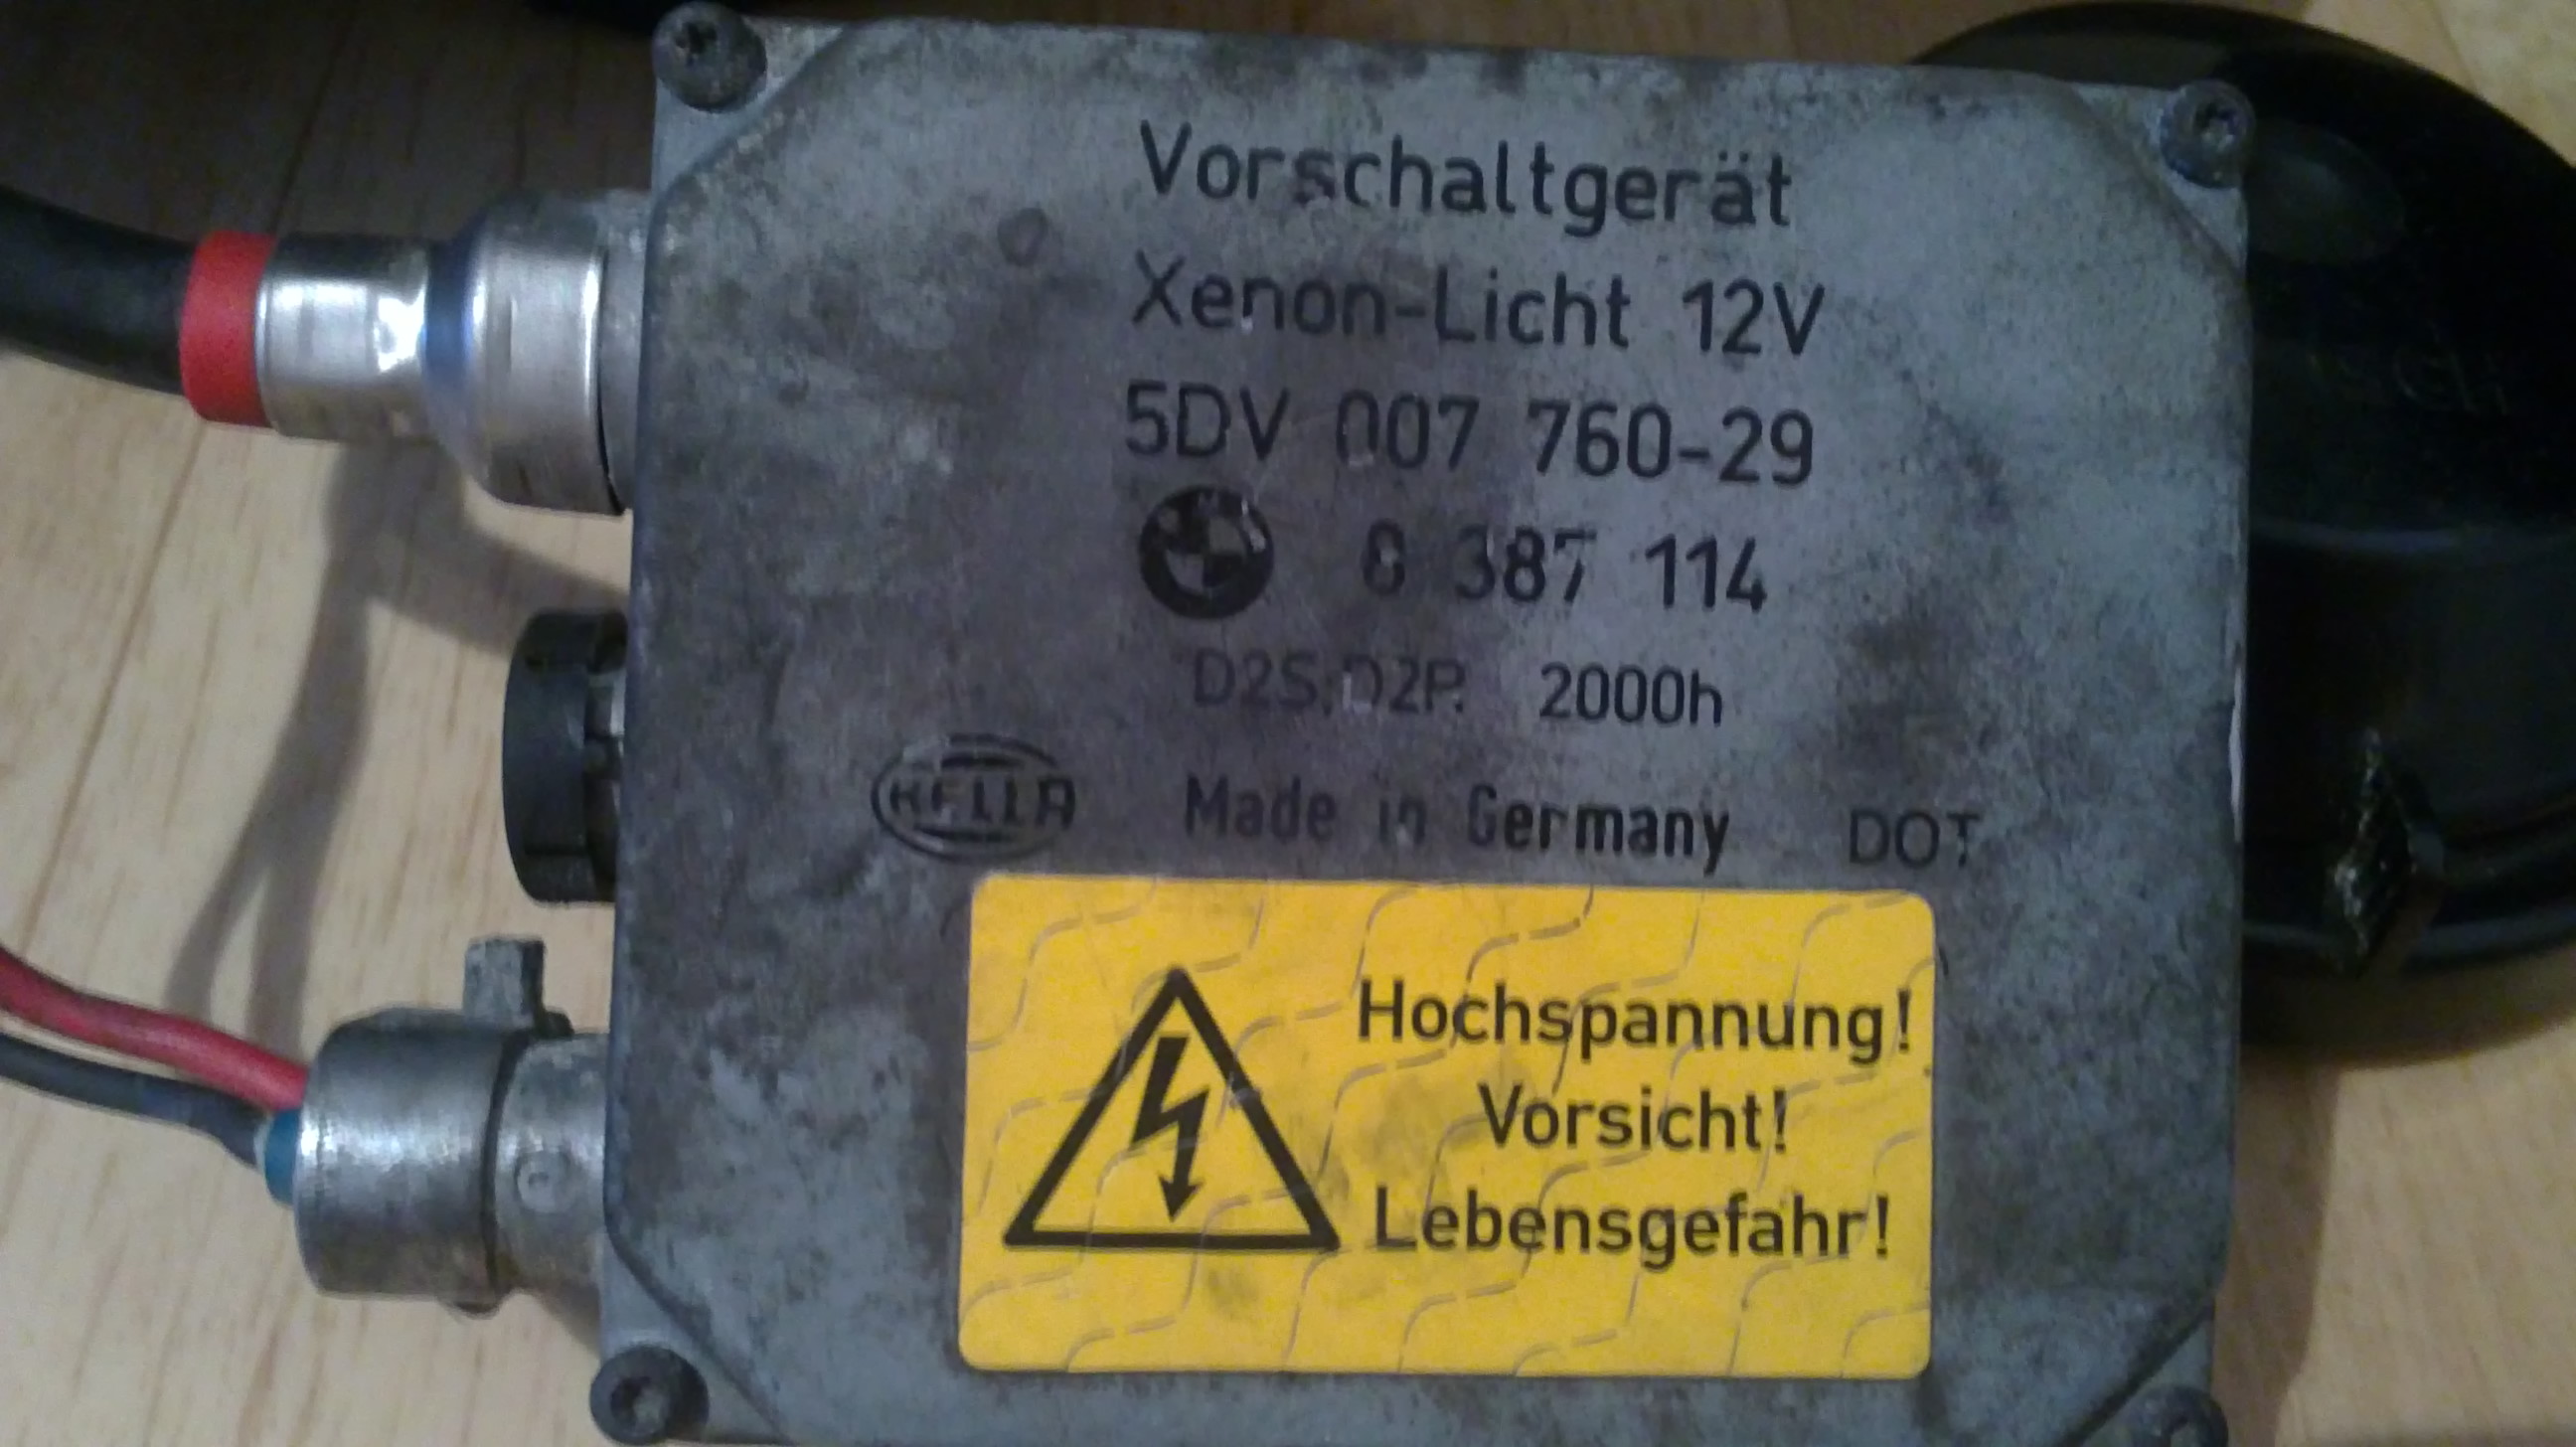 Vorschaltgerät
Xenon-Licht 12V
5DV 007 760-29
8 387 114
D2S,D2P. 2000h
HELLA Made in Germany DOT
Hochspannung!
Vorsicht!
Lebensgefahr!